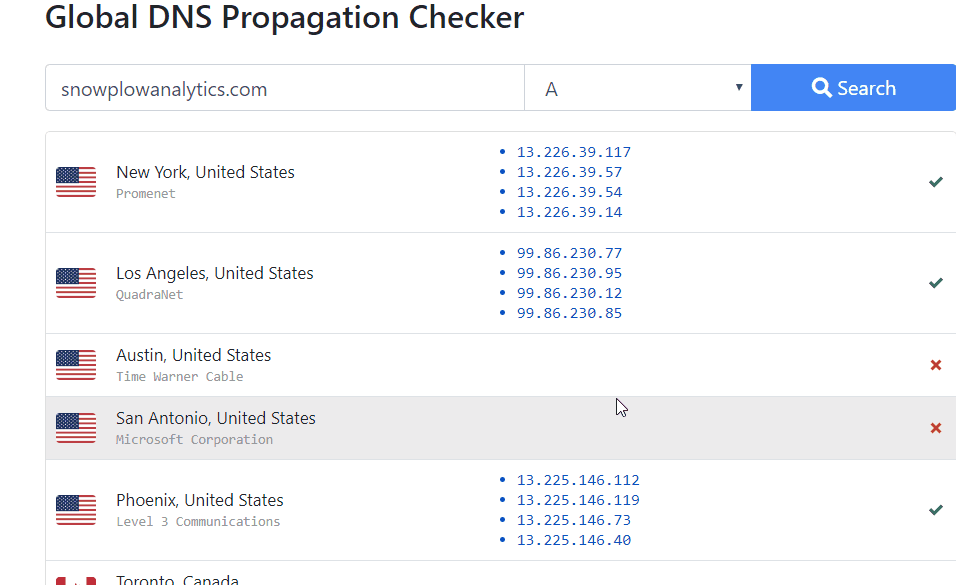 Global DNS Propagation Checker
snowplowanalytics.com A Search
New York, United States
Promenet
13.226.39.117
13.226.39.57
13.226.39.54
13.226.39.14
Los Angeles, United States
QuadraNet
99.86.230.77
99.86.230.95
99.86.230.12
99.86.230.85
Austin, United States
Time Warner Cable
San Antonio, United States
Microsoft Corporation
Phoenix, United States
Level 3 Communications
13.225.146.112
13.225.146.119
13.225.146.73
13.225.146.40
Toronto, Canada